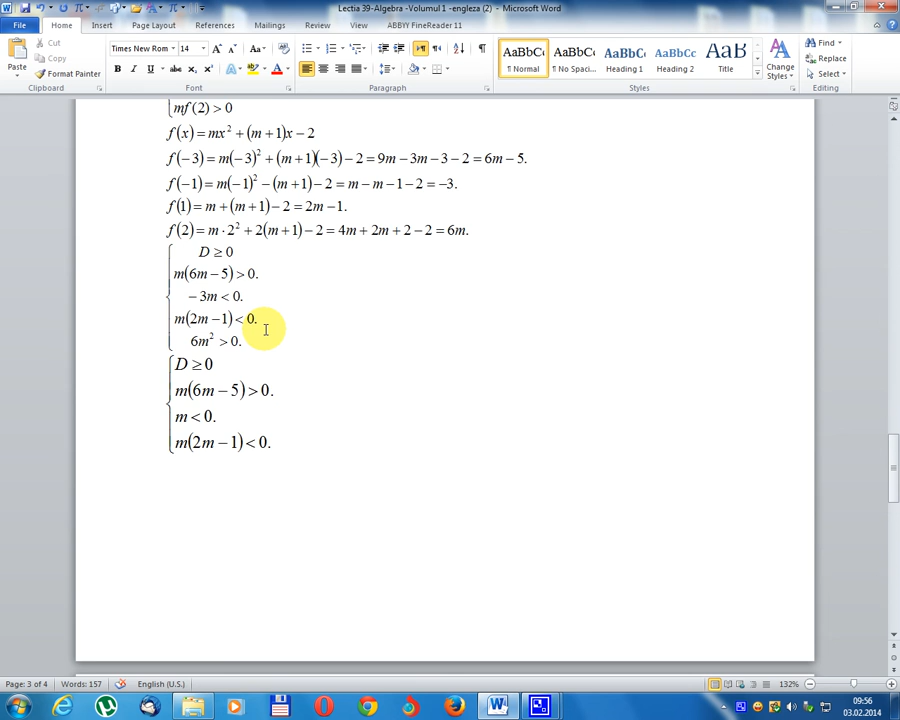 Lectia 39-Algebra -Volumul 1 -engleza (2) - Microsoft Word
File Home Insert Page Layout References Mailings Review View ABBYY FineReader 11
Cut
Copy
Format Painter
Paste
Times New Rom 14
Clipboard Font Paragraph Styles Editing
AaBbCc AaBbCc AaBbC AaBbCc AaB
¶ Normal ¶ No Spaci... Heading 1 Heading 2 Title
Change Styles
Find
Replace
Select
mf(2) > 0
f(x) = mx² + (m + 1)x − 2
f(−3) = m(−3)² + (m + 1)(−3) − 2 = 9m − 3m − 3 − 2 = 6m − 5.
f(−1) = m(−1)² − (m + 1) − 2 = m − m − 1 − 2 = −3.
f(1) = m + (m + 1) − 2 = 2m − 1.
f(2) = m · 2² + 2(m + 1) − 2 = 4m + 2m + 2 − 2 = 6m.
D ≥ 0
m(6m − 5) > 0.
− 3m < 0.
m(2m − 1) < 0.
6m² > 0.
D ≥ 0
m(6m − 5) > 0.
m < 0.
m(2m − 1) < 0.
Page: 3 of 4 Words: 157 English (U.S.) 132%
09:56
03.02.2014